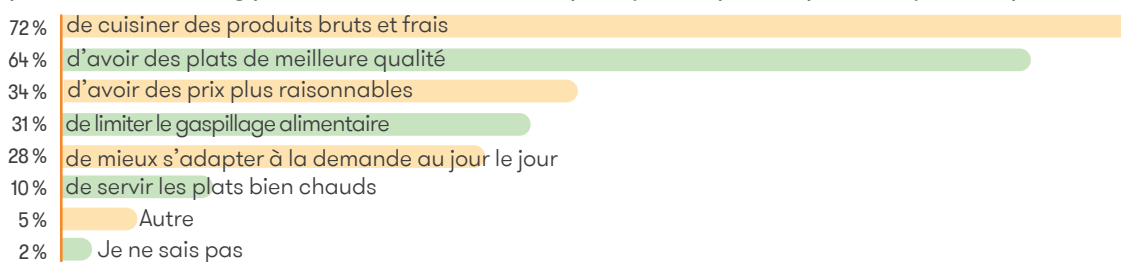 72 % de cuisiner des produits bruts et frais
64 % d’avoir des plats de meilleure qualité
34 % d’avoir des prix plus raisonnables
31 % de limiter le gaspillage alimentaire
28 % de mieux s’adapter à la demande au jour le jour
10 % de servir les plats bien chauds
5 % Autre
2 % Je ne sais pas